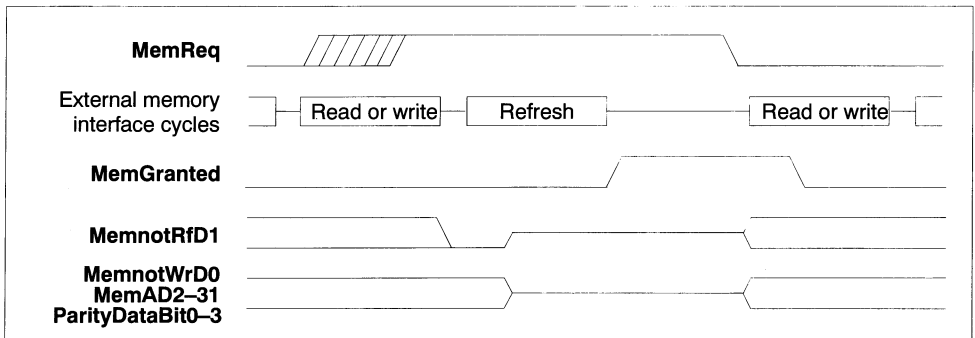 MemReq
External memory
interface cycles
Read or write
Refresh
Read or write
MemGranted
MemnotRfD1
MemnotWrD0
MemAD2–31
ParityDataBit0–3